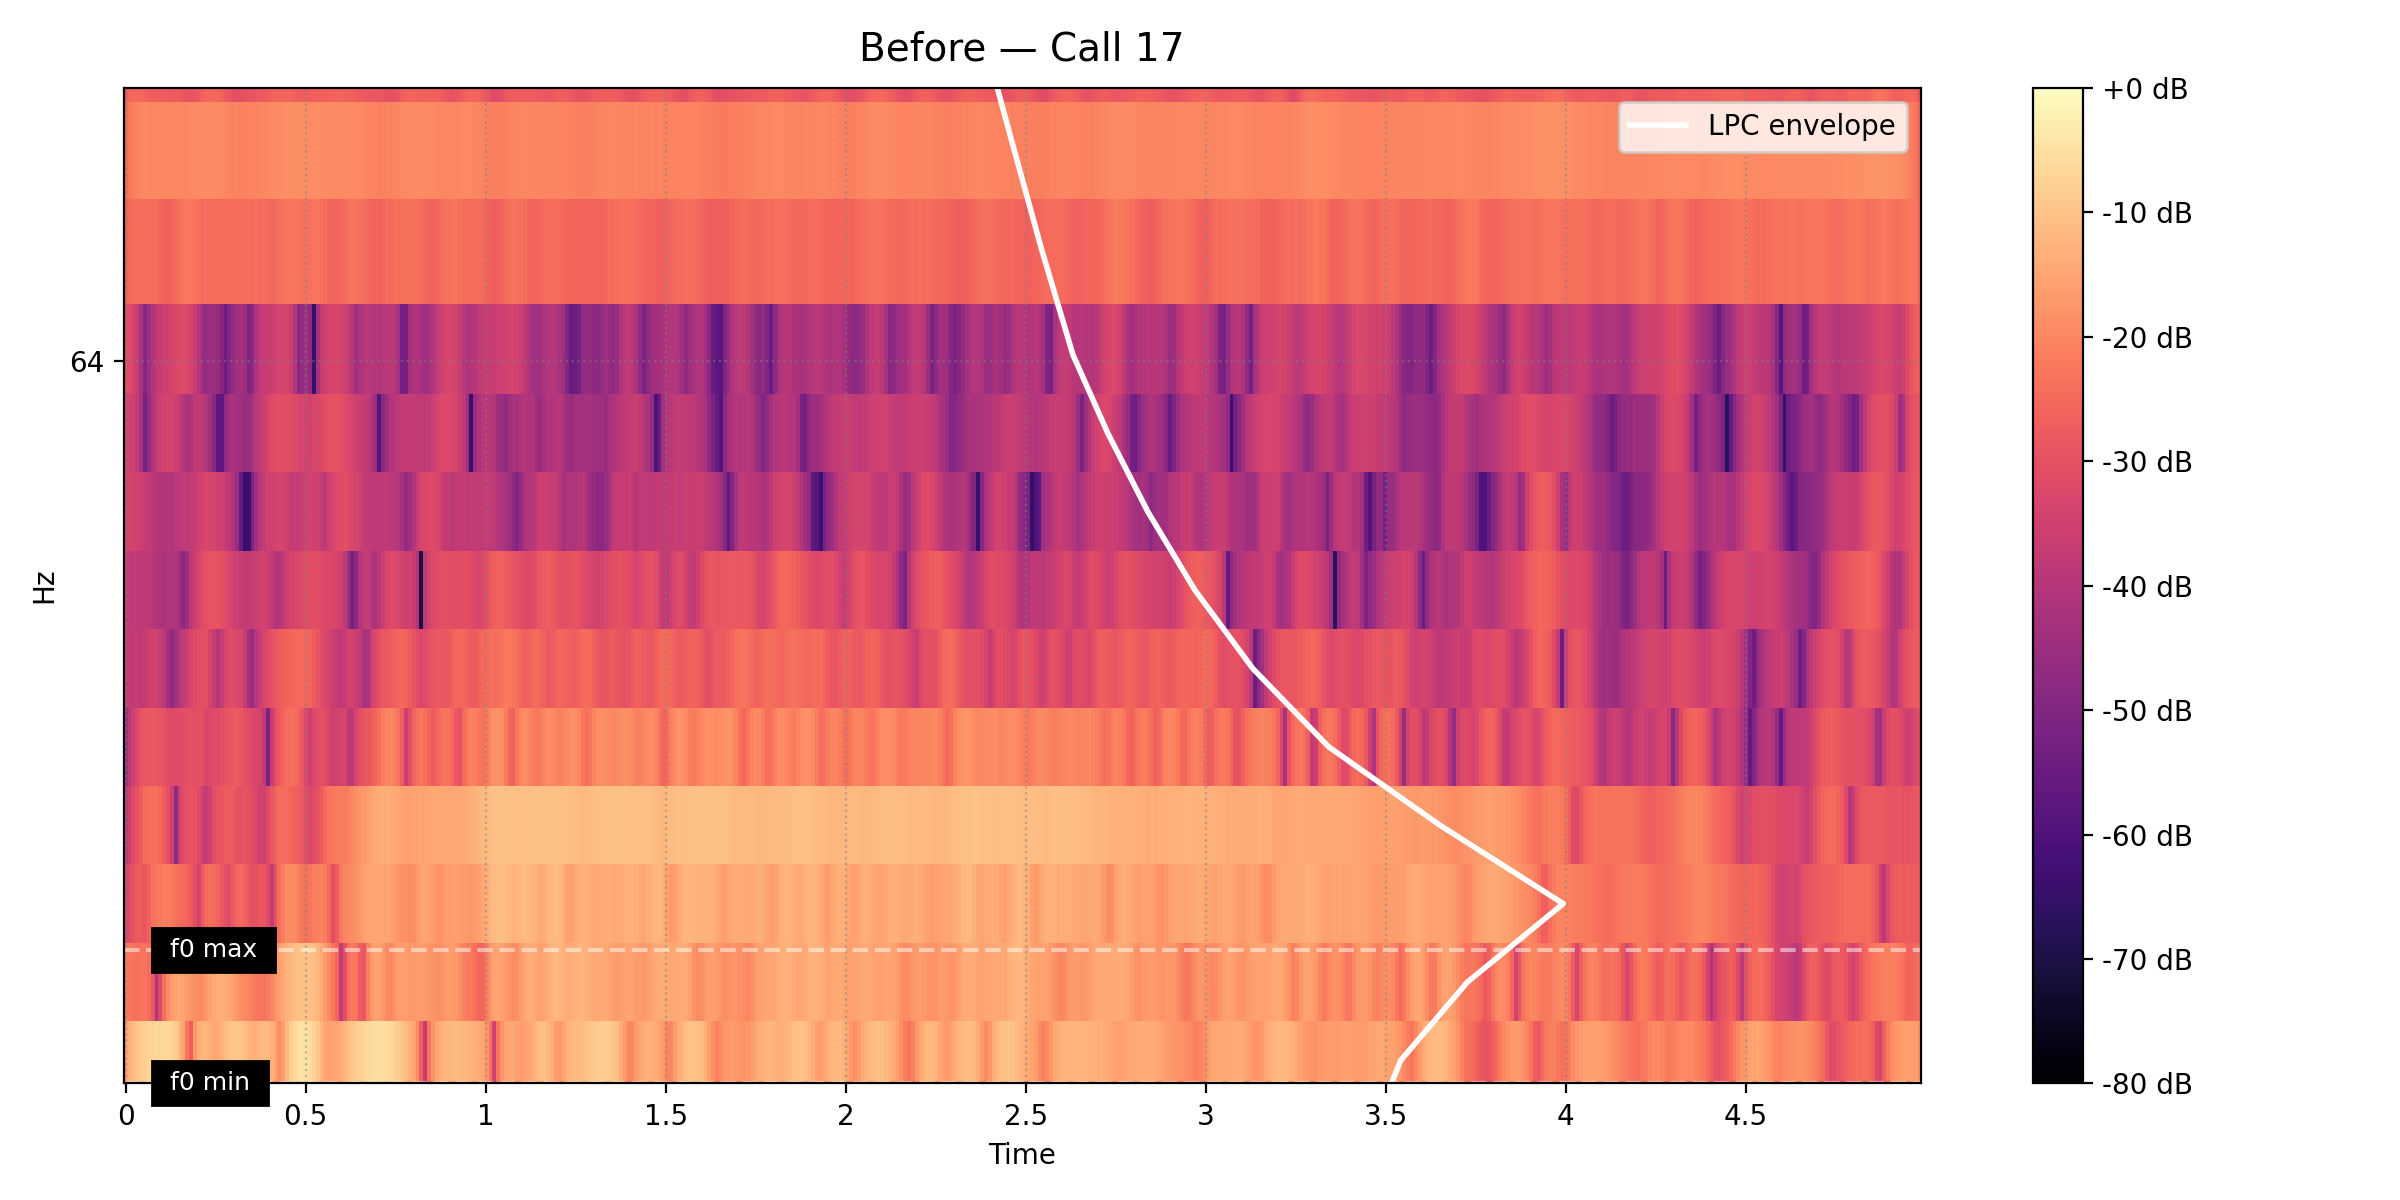 Before — Call 17
LPC envelope
Hz
64
f0 max
f0 min
0 0.5 1 1.5 2 2.5 3 3.5 4 4.5
Time
+0 dB
-10 dB
-20 dB
-30 dB
-40 dB
-50 dB
-60 dB
-70 dB
-80 dB